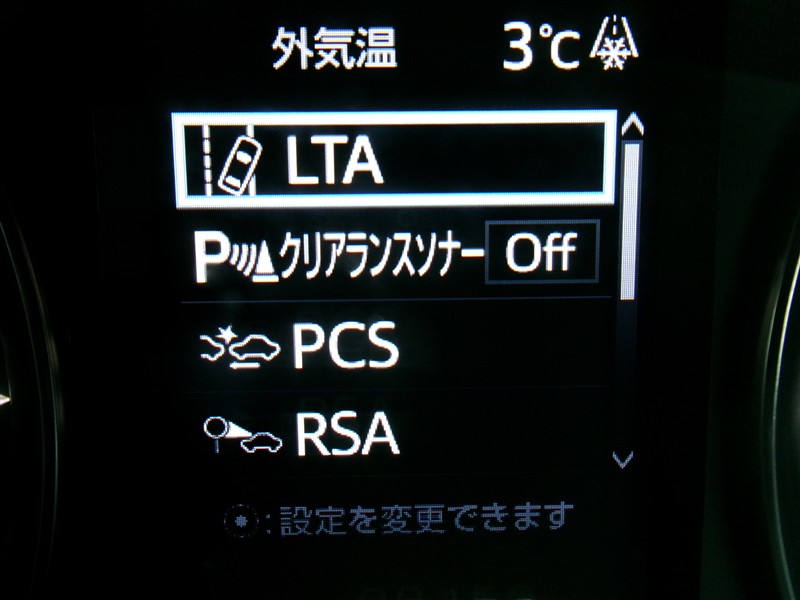 外気温 3℃
LTA
Pクリアランスソナー Off
PCS
RSA
:設定を変更できます